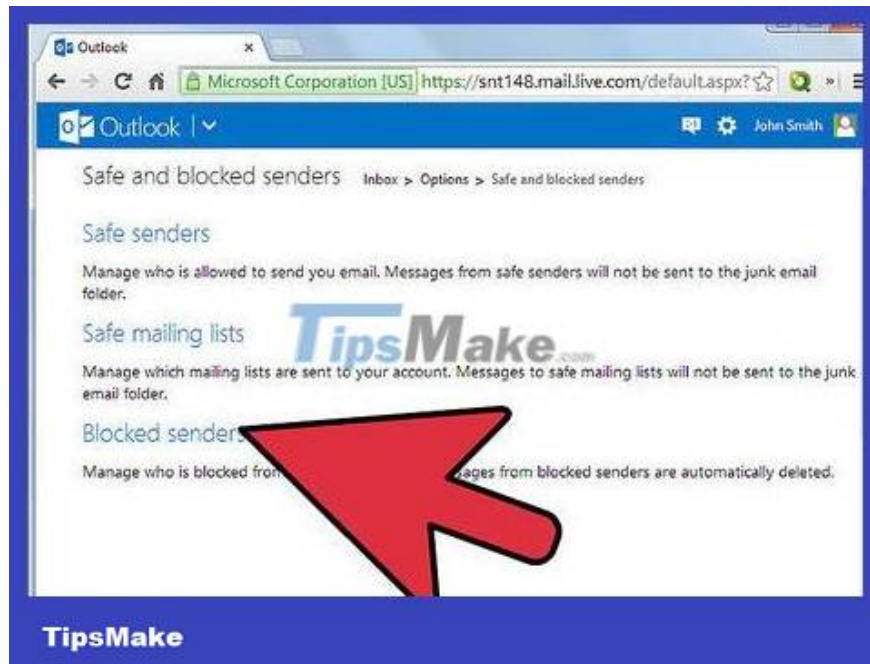 Outlook
Microsoft Corporation [US] https://snt148.mail.live.com/default.aspx?
Outlook
John Smith
Safe and blocked senders Inbox > Options > Safe and blocked senders
Safe senders
Manage who is allowed to send you email. Messages from safe senders will not be sent to the junk email
folder.
TipsMake.com
Safe mailing lists
Manage which mailing lists are sent to your account. Messages to safe mailing lists will not be sent to the junk
email folder.
Blocked senders
Manage who is blocked from sages from blocked senders are automatically deleted.
TipsMake